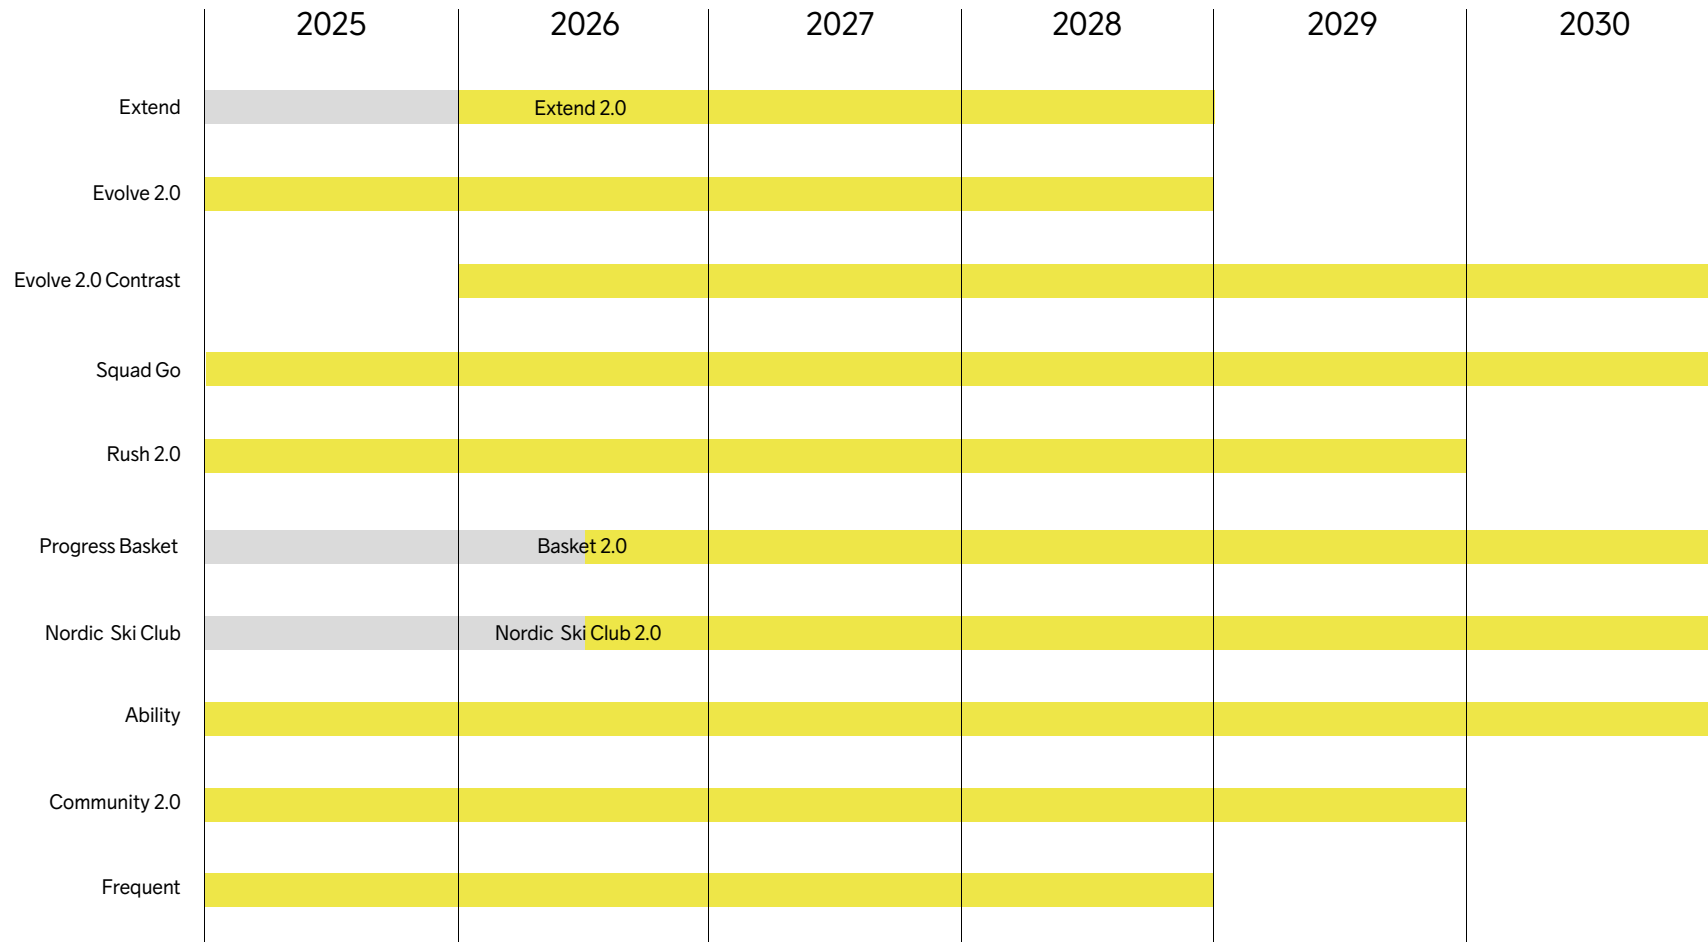 2025 2026 2027 2028 2029 2030
Extend Extend 2.0
Evolve 2.0
Evolve 2.0 Contrast
Squad Go
Rush 2.0
Progress Basket Basket 2.0
Nordic Ski Club Nordic Ski Club 2.0
Ability
Community 2.0
Frequent